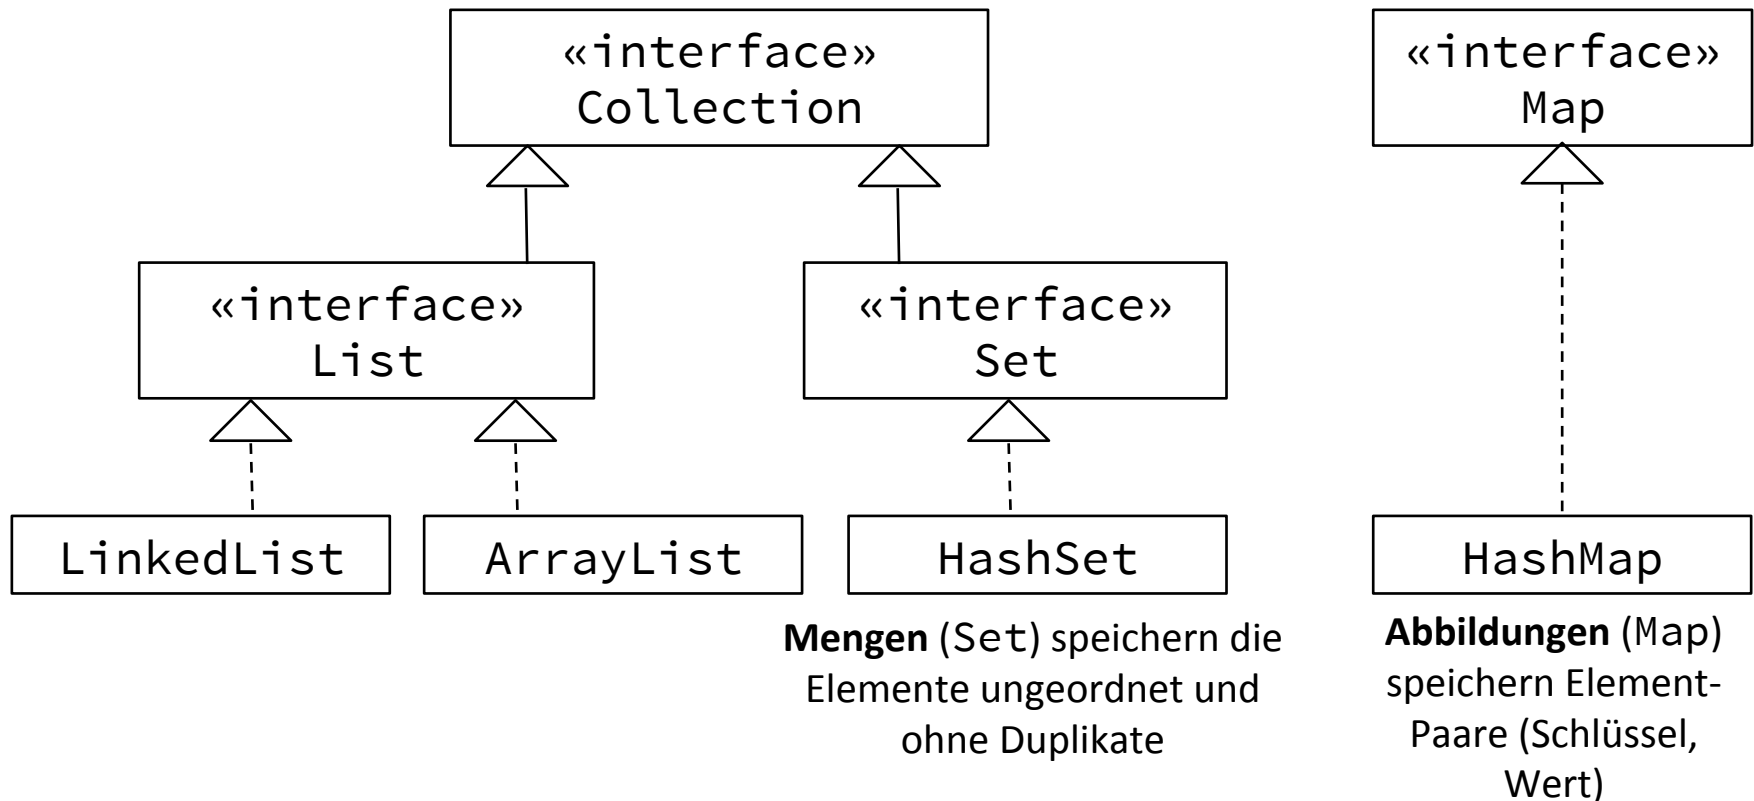 «interface»
Collection
«interface»
Map
«interface»
List
«interface»
Set
LinkedList
ArrayList
HashSet
HashMap
Mengen (Set) speichern die
Elemente ungeordnet und
ohne Duplikate
Abbildungen (Map)
speichern Element-
Paare (Schlüssel,
Wert)